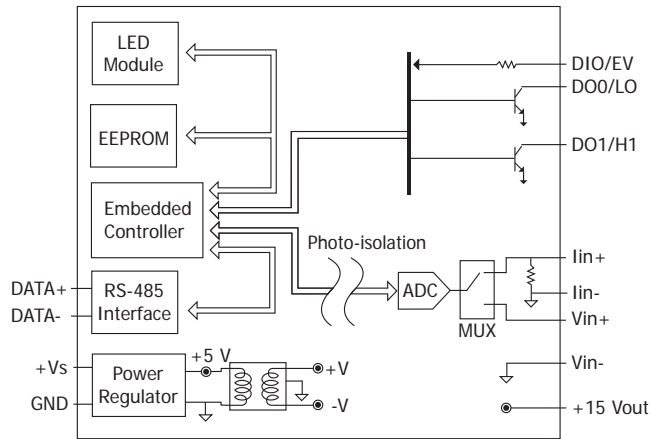 LED
Module
EEPROM
Embedded
Controller
RS-485
Interface
DATA+
DATA-
+Vs
GND
Power
Regulator
+5 V
+V
-V
Photo-isolation
ADC
MUX
DIO/EV
DO0/LO
DO1/H1
Iin+
Iin-
Vin+
Vin-
+15 Vout